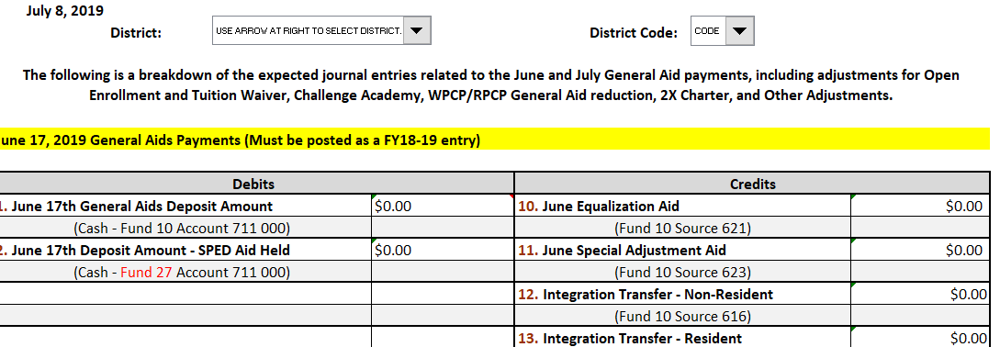 July 8, 2019
District: USE ARROW AT RIGHT TO SELECT DISTRICT. District Code: CODE
The following is a breakdown of the expected journal entries related to the June and July General Aid payments, including adjustments for Open
Enrollment and Tuition Waiver, Challenge Academy, WPCP/RPCP General Aid reduction, 2X Charter, and Other Adjustments.
une 17, 2019 General Aids Payments (Must be posted as a FY18-19 entry)
Debits Credits
1. June 17th General Aids Deposit Amount $0.00 10. June Equalization Aid $0.00
(Cash - Fund 10 Account 711 000) (Fund 10 Source 621)
2. June 17th Deposit Amount - SPED Aid Held $0.00 11. June Special Adjustment Aid $0.00
(Cash - Fund 27 Account 711 000) (Fund 10 Source 623)
12. Integration Transfer - Non-Resident $0.00
(Fund 10 Source 616)
13. Integration Transfer - Resident $0.00